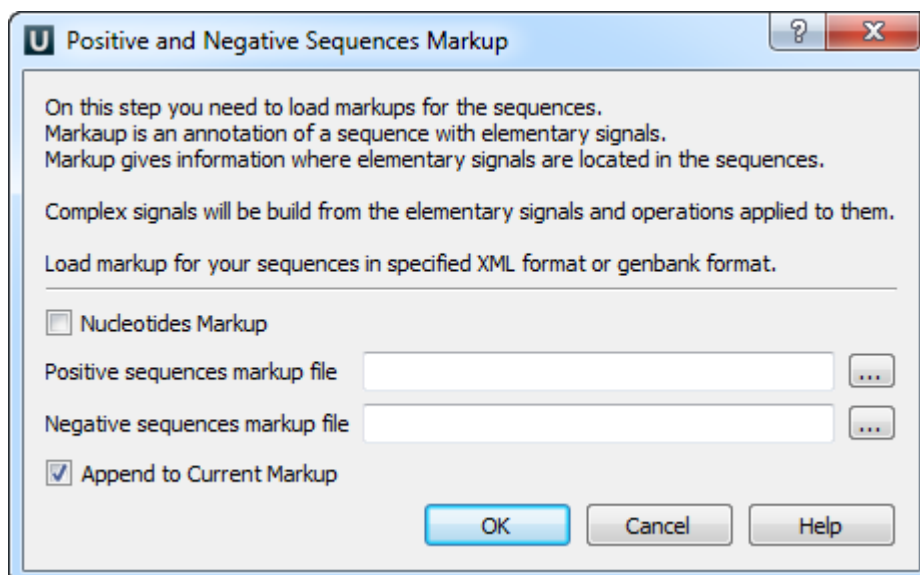 U Positive and Negative Sequences Markup ? X
On this step you need to load markups for the sequences.
Markaup is an annotation of a sequence with elementary signals.
Markup gives information where elementary signals are located in the sequences.
Complex signals will be build from the elementary signals and operations applied to them.
Load markup for your sequences in specified XML format or genbank format.
Nucleotides Markup
Positive sequences markup file ...
Negative sequences markup file ...
Append to Current Markup
OK Cancel Help